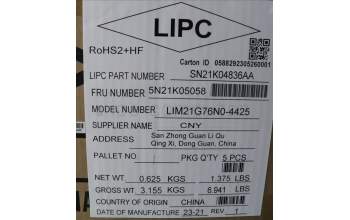 LIPC
RoHS2+HF
Carton ID 0588292305260001
LIPC PART NUMBER SN21K04836AA
FRU NUMBER 5N21K05058
MODEL NUMBER LIM21G76N0-4425
SUPPLIER NAME CNY
ADDRESS San Zhong Guan Li Qu
Qing Xi, Dong Guan, China
PALLET NO PKG Q'TY 5 PCS
NET WT 0.625 KGS 1.375 LBS
GROSS WT 3.155 KGS 6.941 LBS
COUNTRY OF ORIGIN CHINA
DATE OF MANUFACTURE 23-21 REV. 1